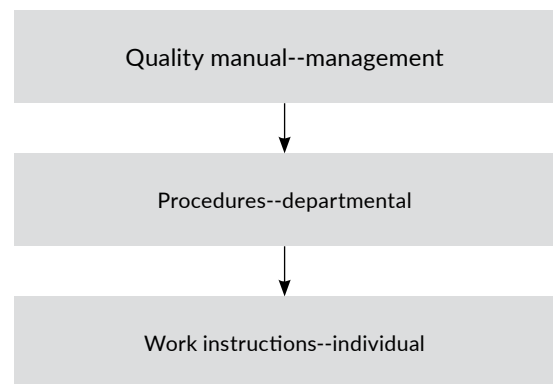 Quality manual--management
Procedures--departmental
Work instructions--individual